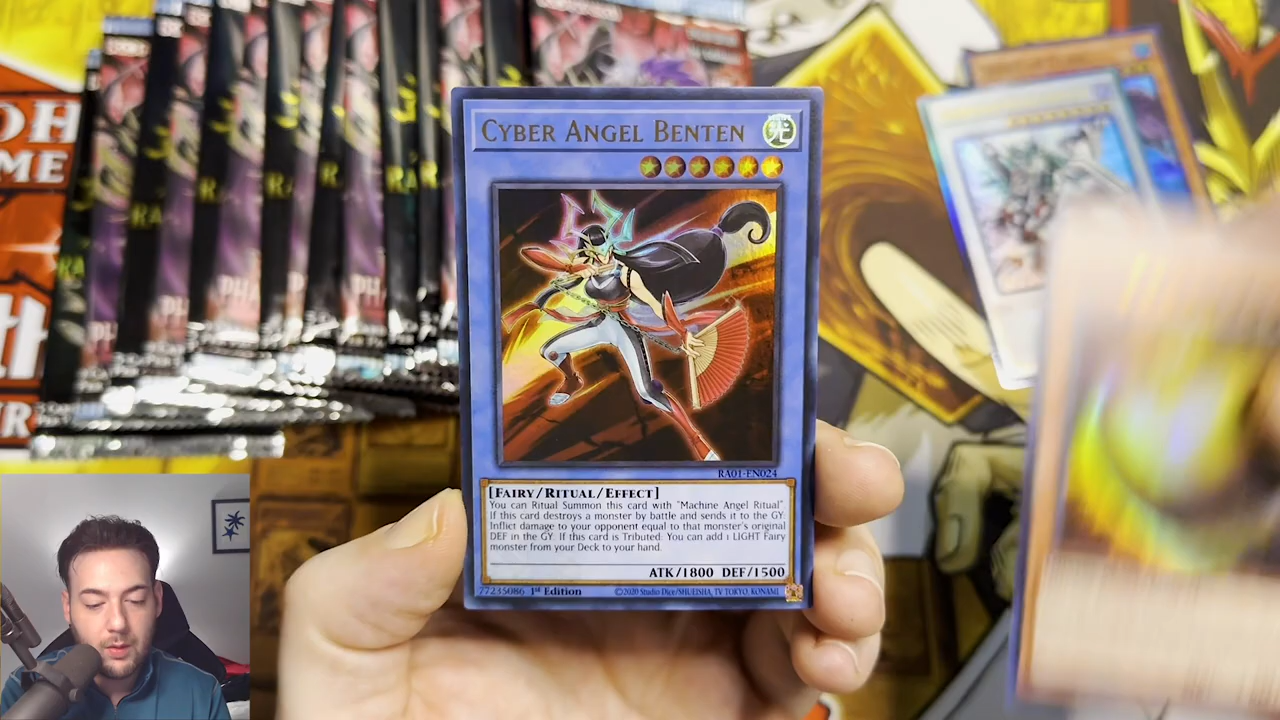 OH
ME
CYBER ANGEL BENTEN
RA01-EN024
[FAIRY/RITUAL/EFFECT]
You can Ritual Summon this card with "Machine Angel Ritual".
If this card destroys a monster by battle and sends it to the GY:
Inflict damage to your opponent equal to that monster's original
DEF in the GY. If this card is Tributed: You can add 1 LIGHT Fairy
monster from your Deck to your hand.
ATK/1800 DEF/1500
77235086 1st Edition ©2020 Studio Dice/SHUEISHA, TV TOKYO, KONAMI